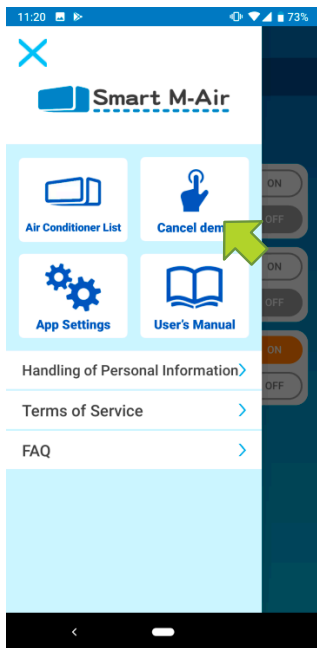 11:20 73%
Smart M-Air
Air Conditioner List Cancel dem
App Settings User's Manual
Handling of Personal Information
Terms of Service
FAQ
ON
OFF
ON
OFF
ON
OFF